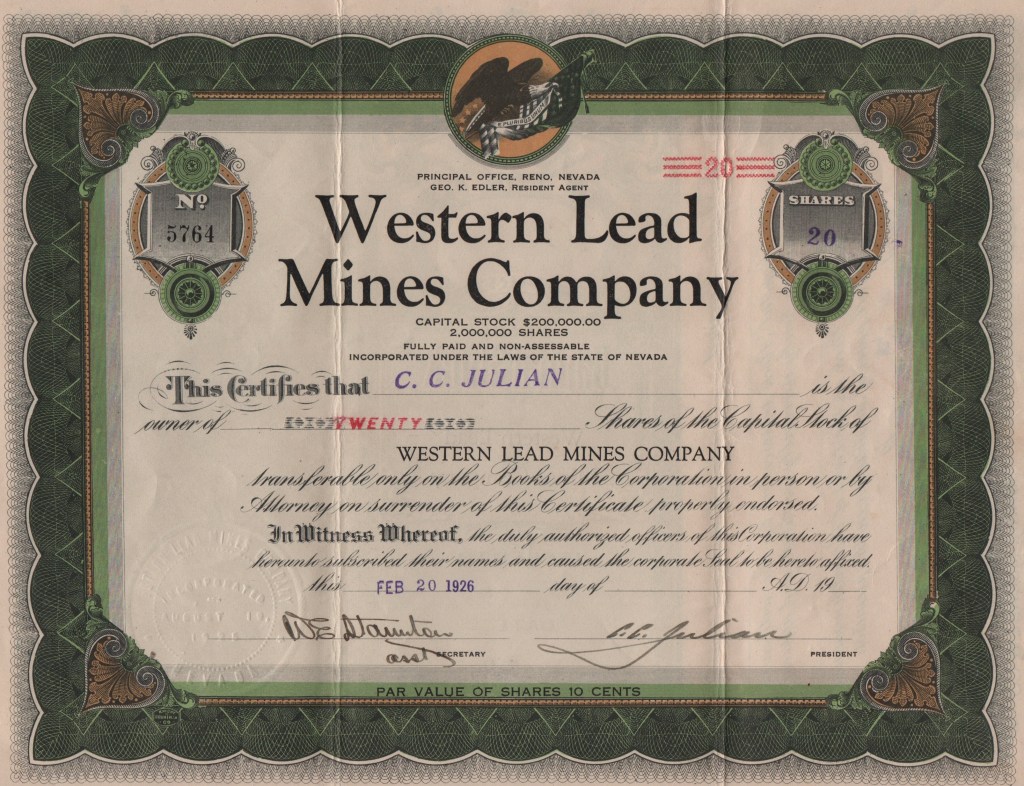 E PLURIBUS UNUM
PRINCIPAL OFFICE, RENO, NEVADA
GEO. K. EDLER, RESIDENT AGENT
20
No
5764
SHARES
20
Western Lead
Mines Company
CAPITAL STOCK $200,000.00
2,000,000 SHARES
FULLY PAID AND NON-ASSESSABLE
INCORPORATED UNDER THE LAWS OF THE STATE OF NEVADA
This Certifies that C. C. JULIAN is the
owner of TWENTY Shares of the Capital Stock of
WESTERN LEAD MINES COMPANY
transferable only on the Books of the Corporation in person or by
Attorney on surrender of this Certificate properly endorsed.
In Witness Whereof, the duly authorized officers of this Corporation have
hereunto subscribed their names and caused the corporate Seal to be hereto affixed.
this FEB 20 1926 day of A.D. 19
WE Staunton C.C. Julian
asst SECRETARY PRESIDENT
PAR VALUE OF SHARES 10 CENTS